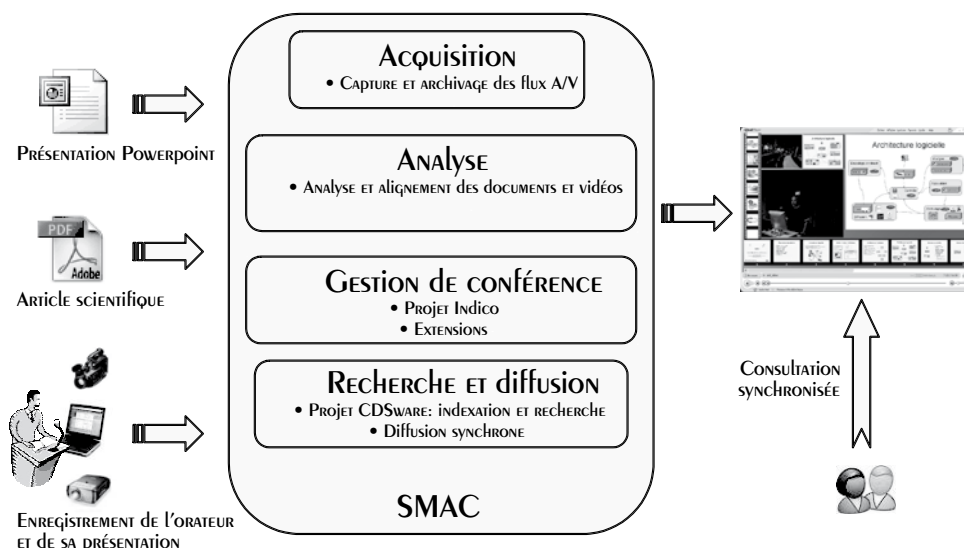 Présentation Powerpoint
PDF
Adobe
Article scientifique
Enregistrement de l'orateur
et de sa présentation
Acquisition
• Capture et archivage des flux A/V
Analyse
• Analyse et alignement des documents et vidéos
Gestion de conférence
• Projet Indico
• Extensions
Recherche et diffusion
• Projet CDSware: indexation et recherche
• Diffusion synchrone
SMAC
Architecture logicielle
Consultation
synchronisée